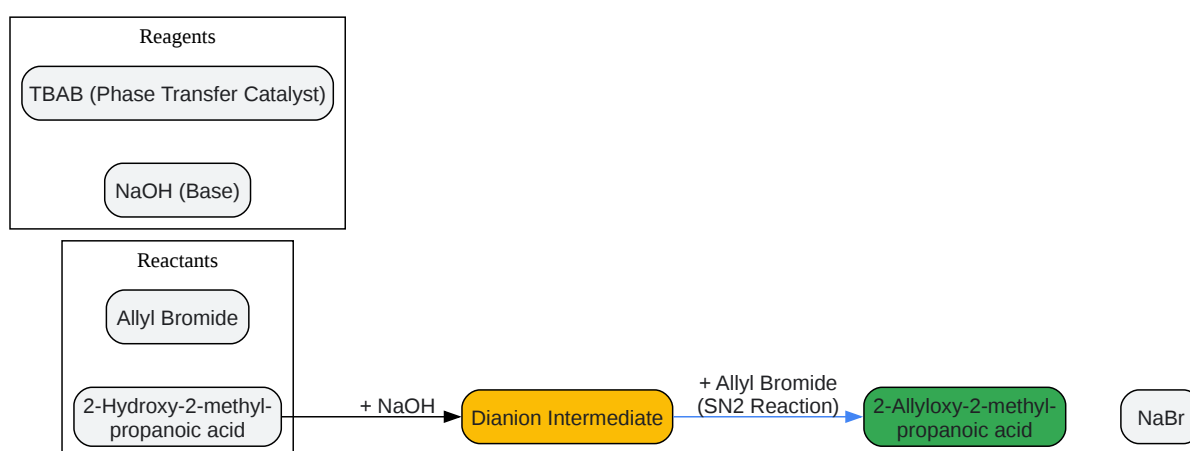 Reagents
TBAB (Phase Transfer Catalyst)
NaOH (Base)
Reactants
Allyl Bromide
2-Hydroxy-2-methyl-
propanoic acid
+ NaOH
Dianion Intermediate
+ Allyl Bromide
(SN2 Reaction)
2-Allyloxy-2-methyl-
propanoic acid
NaBr